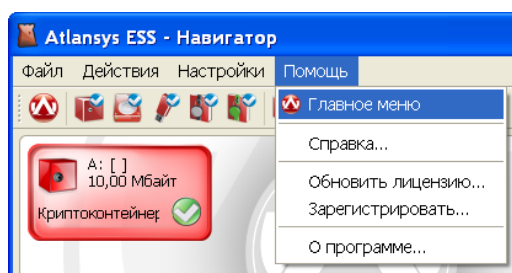 Atlansys ESS - Навигатор
Файл Действия Настройки Помощь
Главное меню
Справка...
Обновить лицензию...
Зарегистрировать...
О программе...
A: [ ]
10,00 Мбайт
Криптоконтейнер